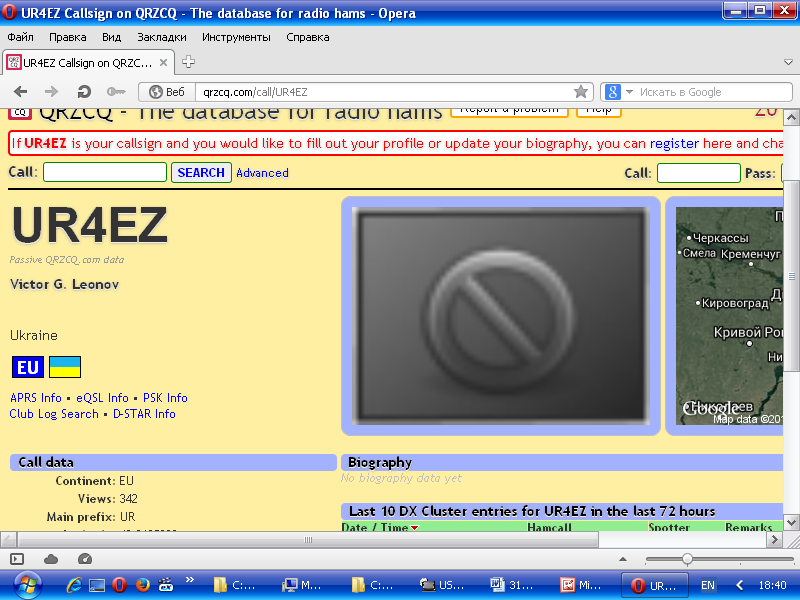 UR4EZ Callsign on QRZCQ - The database for radio hams - Opera
Файл Правка Вид Закладки Инструменты Справка
QRZ CQ UR4EZ Callsign on QRZC...
Веб qrzcq.com/call/UR4EZ 8 Искать в Google
CQ QRZCQ - The database for radio hams Report a problem Help
If UR4EZ is your callsign and you would like to fill out your profile or update your biography, you can register here and cha
Call: SEARCH Advanced Call: Pass:
UR4EZ
Passive QRZCQ.com data
Victor G. Leonov
Ukraine
EU
APRS Info • eQSL Info • PSK Info
Club Log Search • D-STAR Info
Черкассы
Смела Кременчуг
Кировоград
Кривой Рог
Ни
Николаев
Google
Map data ©201
Call data
Continent: EU
Views: 342
Main prefix: UR
Biography
No biography data yet
Last 10 DX Cluster entries for UR4EZ in the last 72 hours
Date / Time Hamcall Spotter Remarks
C:... M... C:... US... 31... Mi... UR... EN 18:40